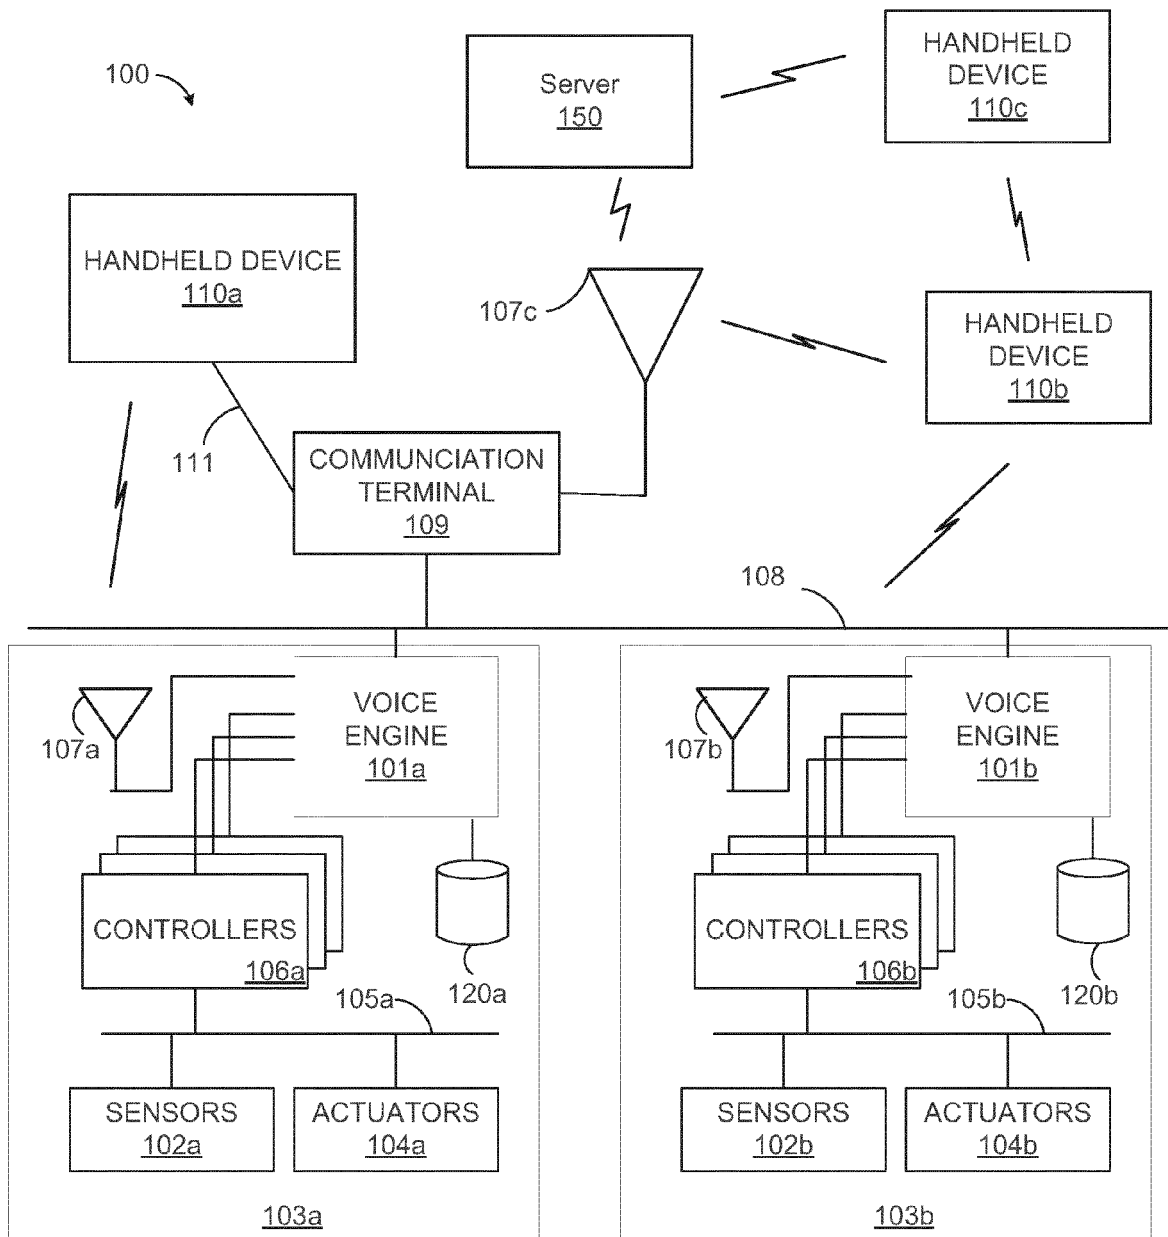 100
Server
150
HANDHELD
DEVICE
110c
HANDHELD DEVICE
110a
107c
HANDHELD
DEVICE
110b
111
COMMUNCIATION
TERMINAL
109
108
107a
VOICE
ENGINE
101a
CONTROLLERS
106a
120a
105a
SENSORS
102a
ACTUATORS
104a
103a
107b
VOICE
ENGINE
101b
CONTROLLERS
106b
120b
105b
SENSORS
102b
ACTUATORS
104b
103b